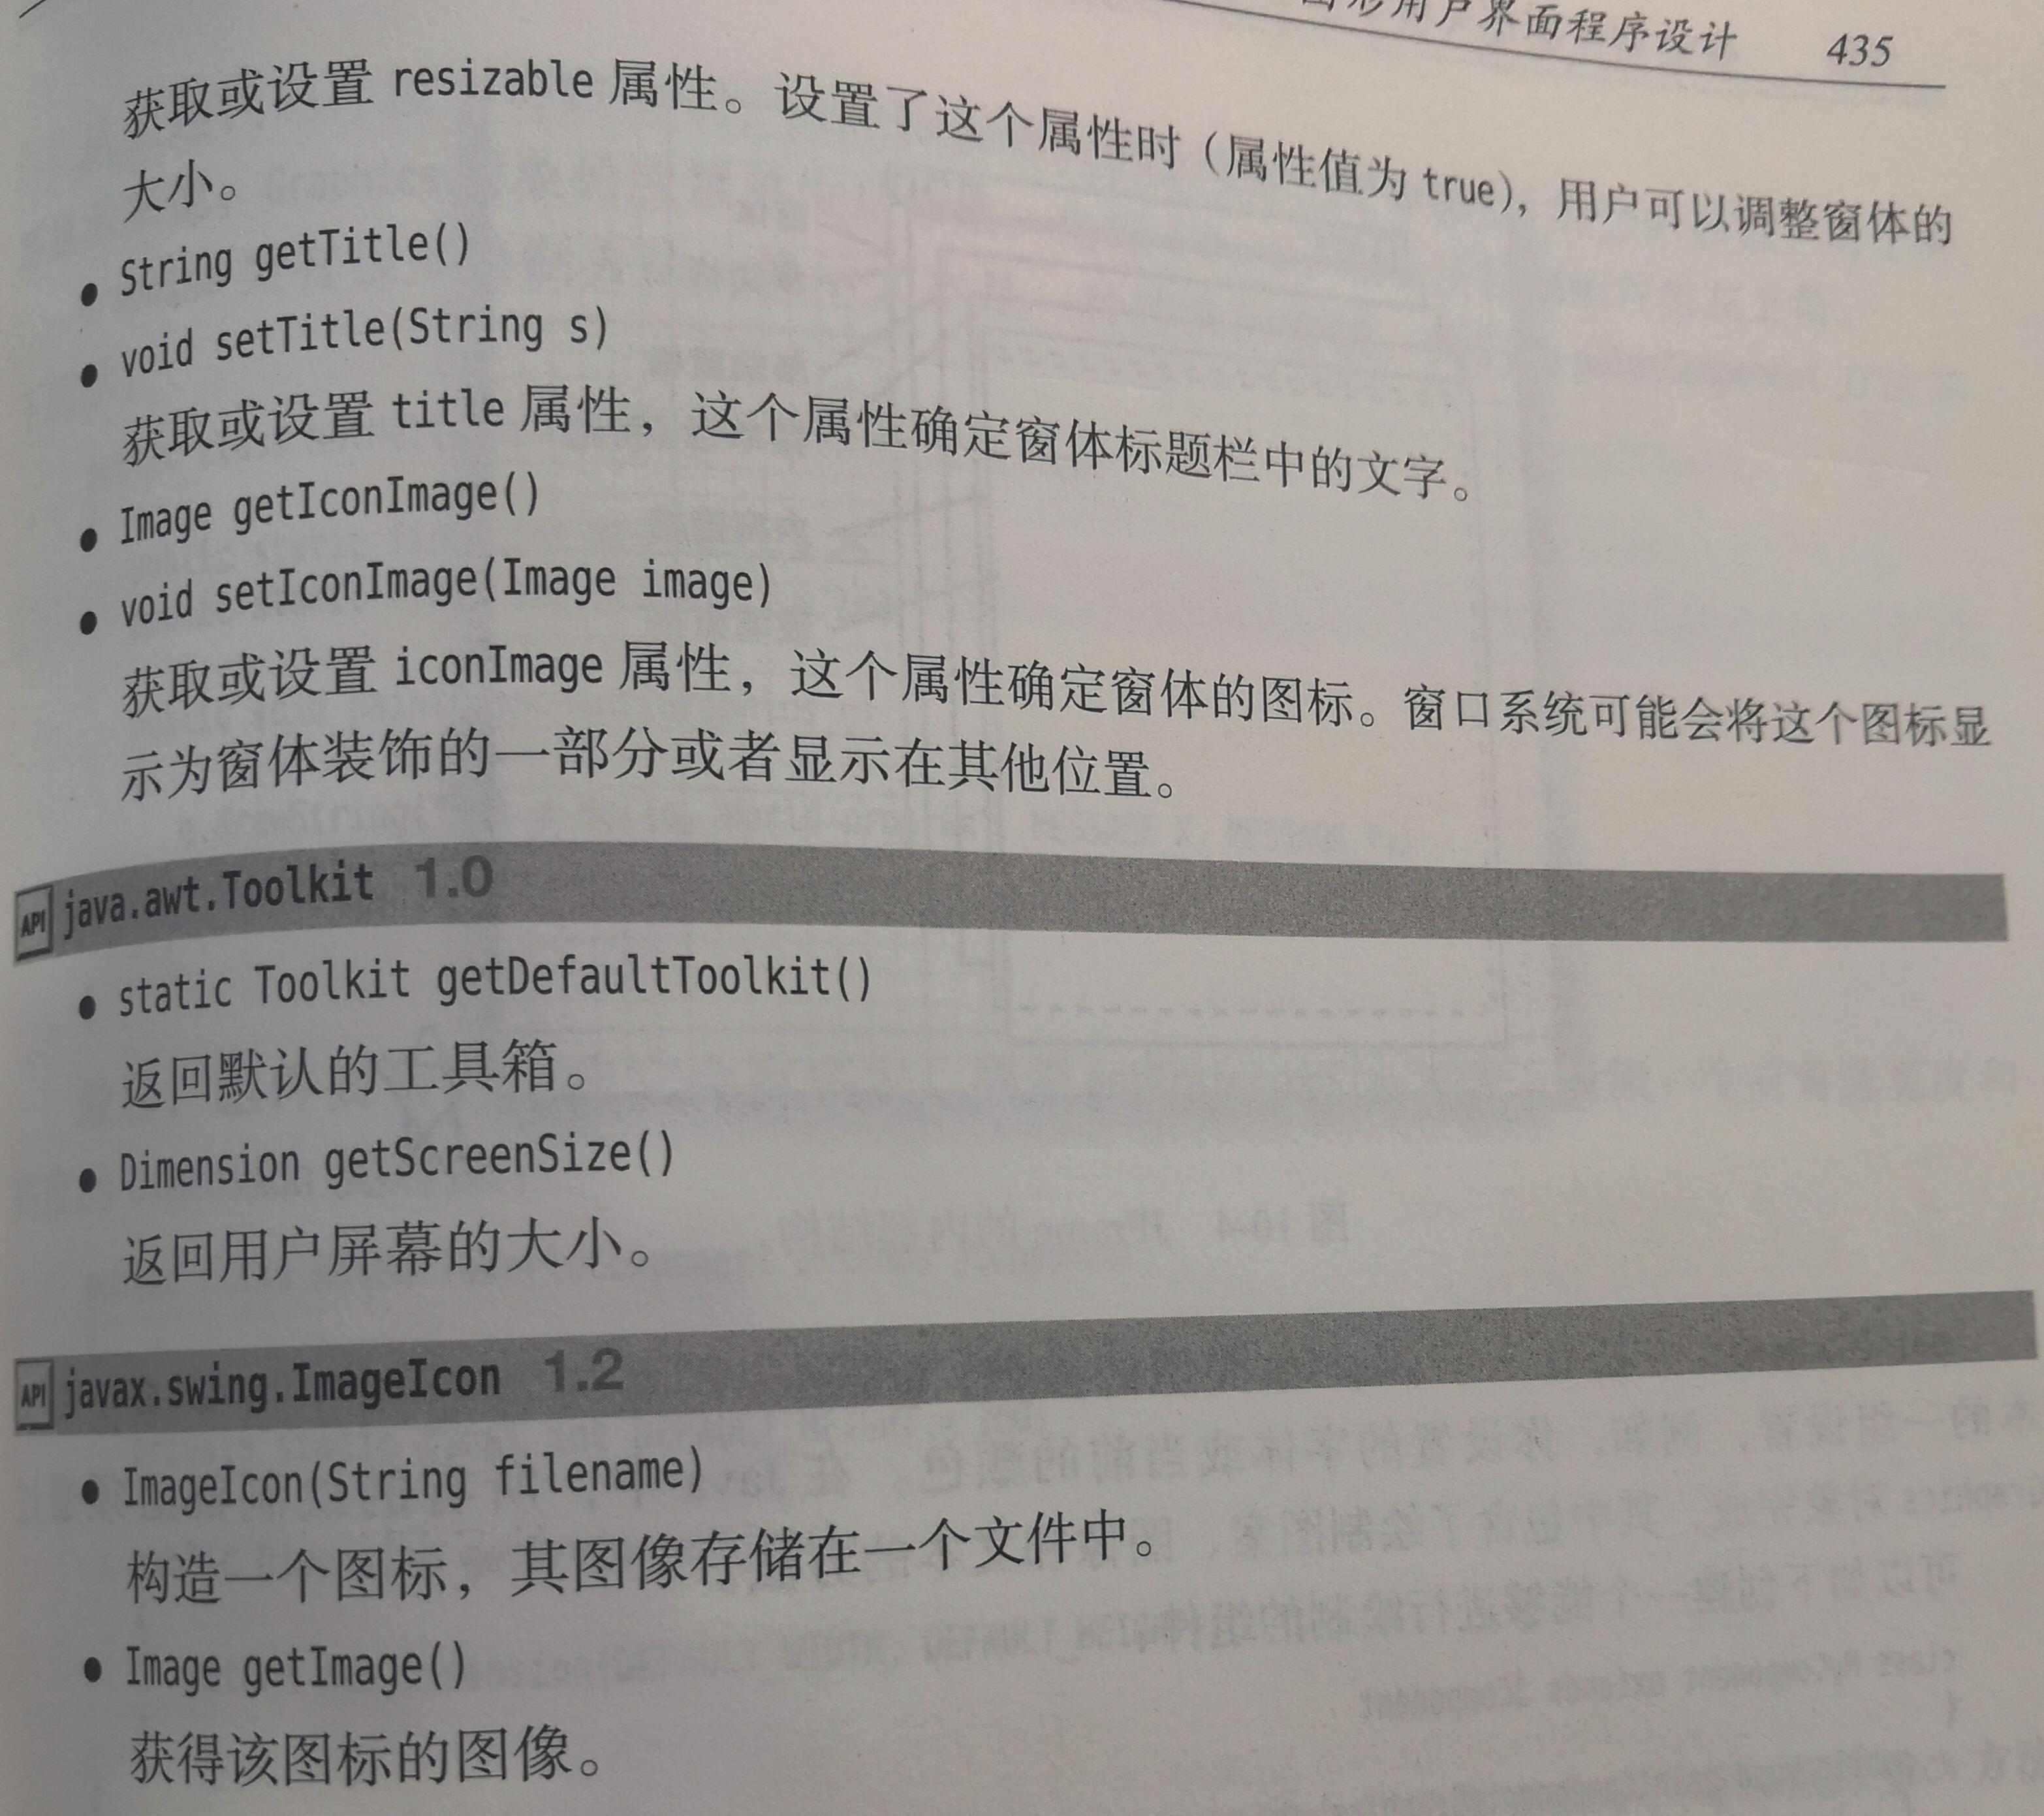 图形用户界面程序设计 435
获取或设置 resizable 属性。设置了这个属性时（属性值为 true），用户可以调整窗体的
大小。
• String getTitle()
• void setTitle(String s)
获取或设置 title 属性，这个属性确定窗体标题栏中的文字。
• Image getIconImage()
• void setIconImage(Image image)
获取或设置 iconImage 属性，这个属性确定窗体的图标。窗口系统可能会将这个图标显
示为窗体装饰的一部分或者显示在其他位置。
API java.awt.Toolkit 1.0
• static Toolkit getDefaultToolkit()
返回默认的工具箱。
• Dimension getScreenSize()
返回用户屏幕的大小。
API javax.swing.ImageIcon 1.2
• ImageIcon(String filename)
构造一个图标，其图像存储在一个文件中。
• Image getImage()
获得该图标的图像。